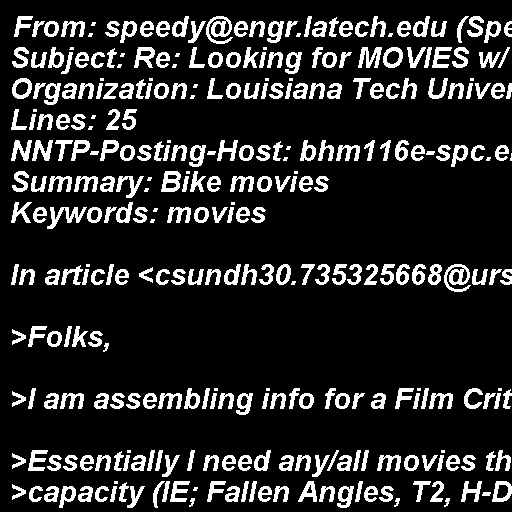 From: speedy@engr.latech.edu (Spe
Subject: Re: Looking for MOVIES w/
Organization: Louisiana Tech Univer
Lines: 25
NNTP-Posting-Host: bhm116e-spc.e
Summary: Bike movies
Keywords: movies
In article <csundh30.735325668@urs
>Folks,
>I am assembling info for a Film Crit
>Essentially I need any/all movies th
>capacity (IE; Fallen Angles, T2, H-D